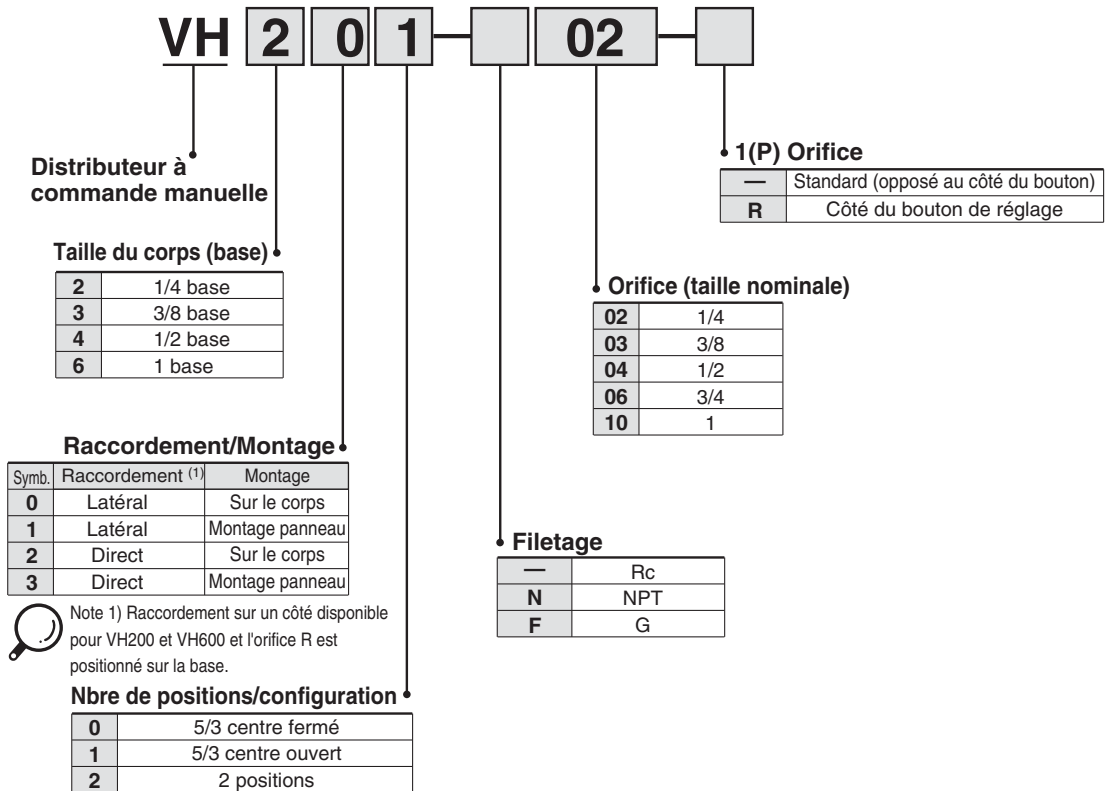 VH 2 0 1 — 02 —
Distributeur à
commande manuelle
1(P) Orifice
— Standard (opposé au côté du bouton)
R Côté du bouton de réglage
Taille du corps (base)
2 1/4 base
3 3/8 base
4 1/2 base
6 1 base
Orifice (taille nominale)
02 1/4
03 3/8
04 1/2
06 3/4
10 1
Raccordement/Montage
Symb. Raccordement (1) Montage
0 Latéral Sur le corps
1 Latéral Montage panneau
2 Direct Sur le corps
3 Direct Montage panneau
Note 1) Raccordement sur un côté disponible
pour VH200 et VH600 et l'orifice R est
positionné sur la base.
Filetage
— Rc
N NPT
F G
Nbre de positions/configuration
0 5/3 centre fermé
1 5/3 centre ouvert
2 2 positions